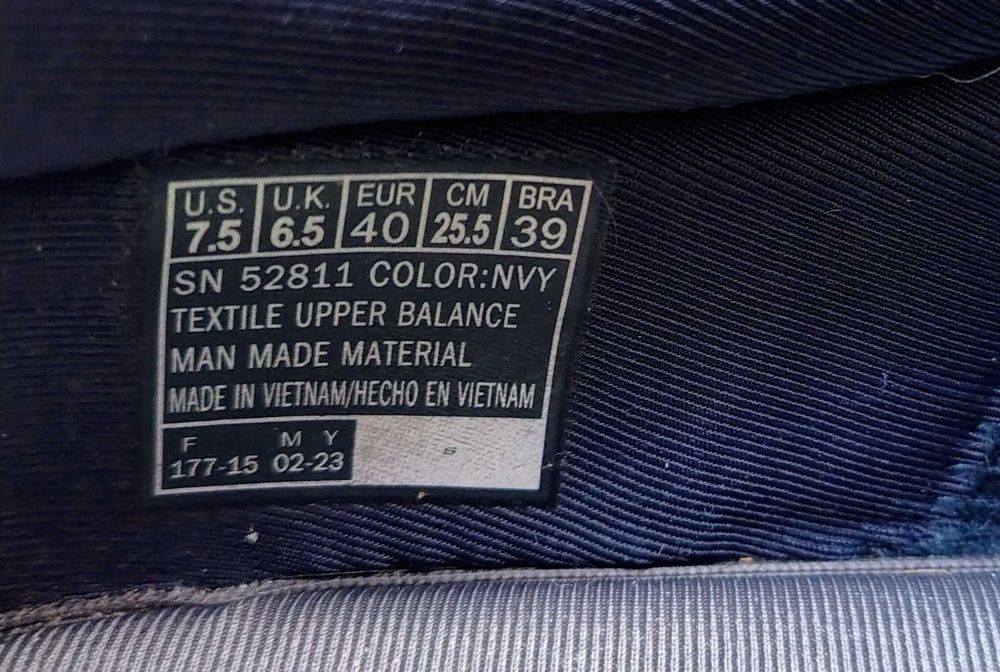 U.S. U.K. EUR CM BRA
7.5 6.5 40 25.5 39
SN 52811 COLOR:NVY
TEXTILE UPPER BALANCE
MAN MADE MATERIAL
MADE IN VIETNAM/HECHO EN VIETNAM
F M Y
177-15 02-23
S